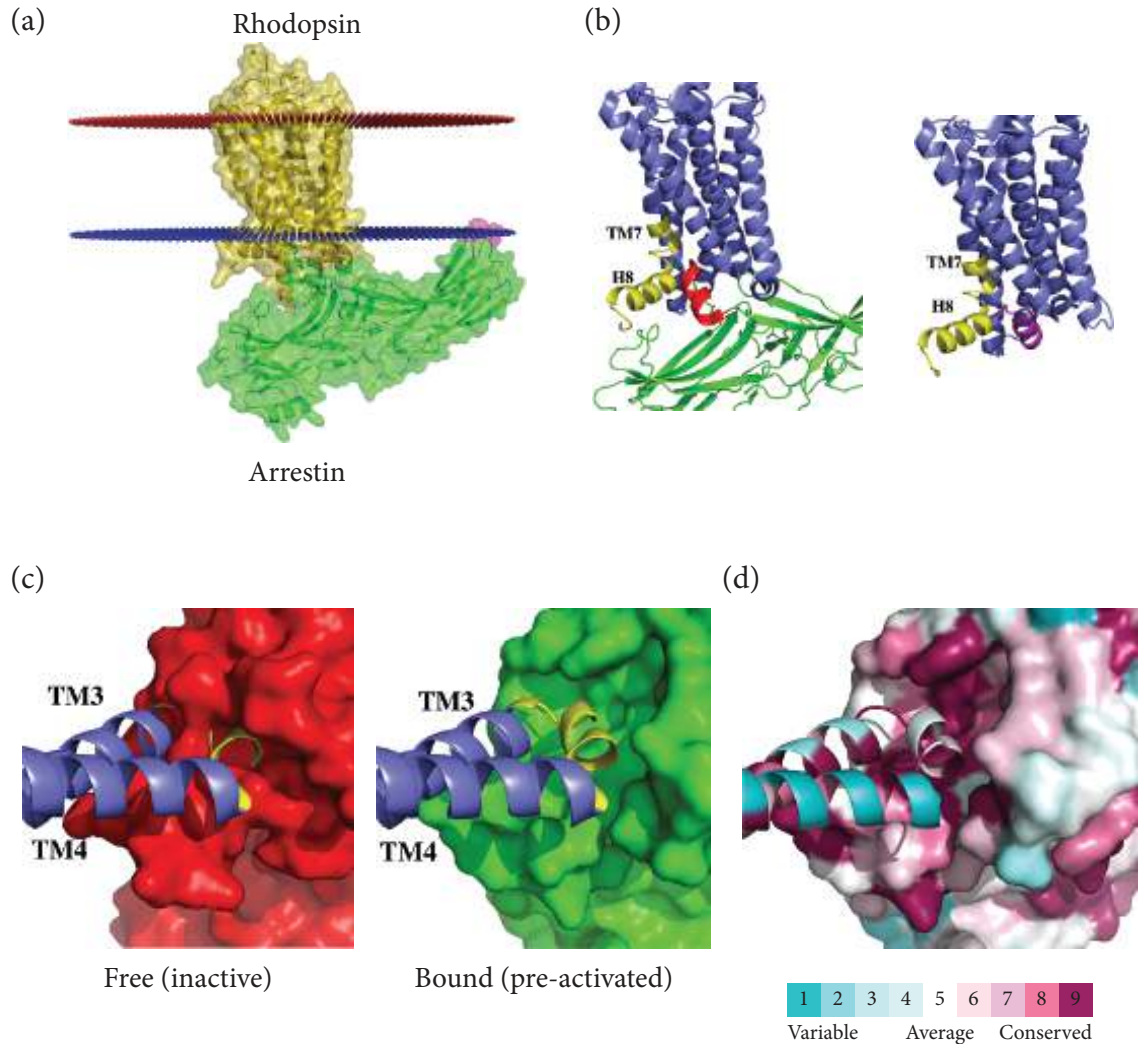 (a)
Rhodopsin
Arrestin
(b)
TM7
H8
TM7
H8
(c)
TM3
TM4
Free (inactive)
TM3
TM4
Bound (pre-activated)
(d)
1 2 3 4 5 6 7 8 9
Variable Average Conserved